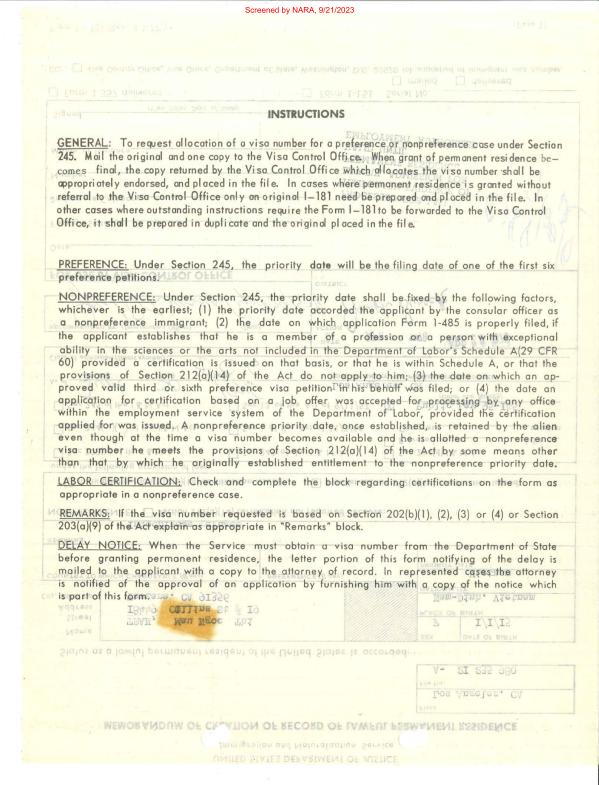 Screened by NARA, 9/21/2023
INSTRUCTIONS
GENERAL: To request allocation of a number for a preference or nonpreference case under Section
245. Mail the original and one copy to the Visa Control Office. When grant of permanent residence be-
comes final, the copy returned by the Visa Control Office which allocates the visa number shall be
appropriately endorsed, and placed in the file. In cases where permanent residence is granted without
referral to the Visa Control Office only an original I-181 need be prepared and placed in the file. In
other cases where outstanding instructions require the Form I-181 to be forwarded to the Visa Control
Office, it shall be prepared in duplicate and the original placed in the file.
PREFERENCE: Under Section 245, the priority date will be the filing date of one of the first six
preference petitions.
NONPREFERENCE: Under Section 245, the priority date shall be fixed by the following factors,
whichever is the earliest; (1) the priority date accorded the applicant by the consular officer as
a nonpreference immigrant; (2) the date on which application Form I-485 is properly filed, if
the applicant establishes that he is a member of a profession or a person with exceptional
ability in the sciences or the arts not included in the Department of Labor's Schedule A(29 CFR
60) provided a certification is issued on that basis, or that he is within Schedule A, or that the
provisions of Section 212(a)(14) of the Act do not apply to him; (3) the date on which an ap-
proved valid third or sixth preference visa petition in his behalf was filed; or (4) the date an
application for certification based on a job offer was accepted for processing by any office
within the employment service system of the Department of Labor, provided the certification
applied for was issued. A nonpreference priority date, once established, is retained by the alien
even though at the time a visa number becomes available and he is allotted a nonpreference
visa number he meets the provisions of Section 212(a)(14) of the Act by some means other
than that by which he originally established entitlement to the nonpreference priority date.
LABOR CERTIFICATION: Check and complete the block regarding certifications on the form as
appropriate in a nonpreference case.
REMARKS: If the visa number requested is based on Section 202(b)(1), (2), (3) or (4) or Section
203(a)(9) of the Act explain as appropriate in "Remarks" block.
DELAY NOTICE: When the Service must obtain a visa number from the Department of State
before granting permanent residence, the letter portion of this form notifying of the delay is
mailed to the applicant with a copy to the attorney of record. In represented cases the attorney
is notified of the approval of an application by furnishing him with a copy of the notice which
is part of this form.